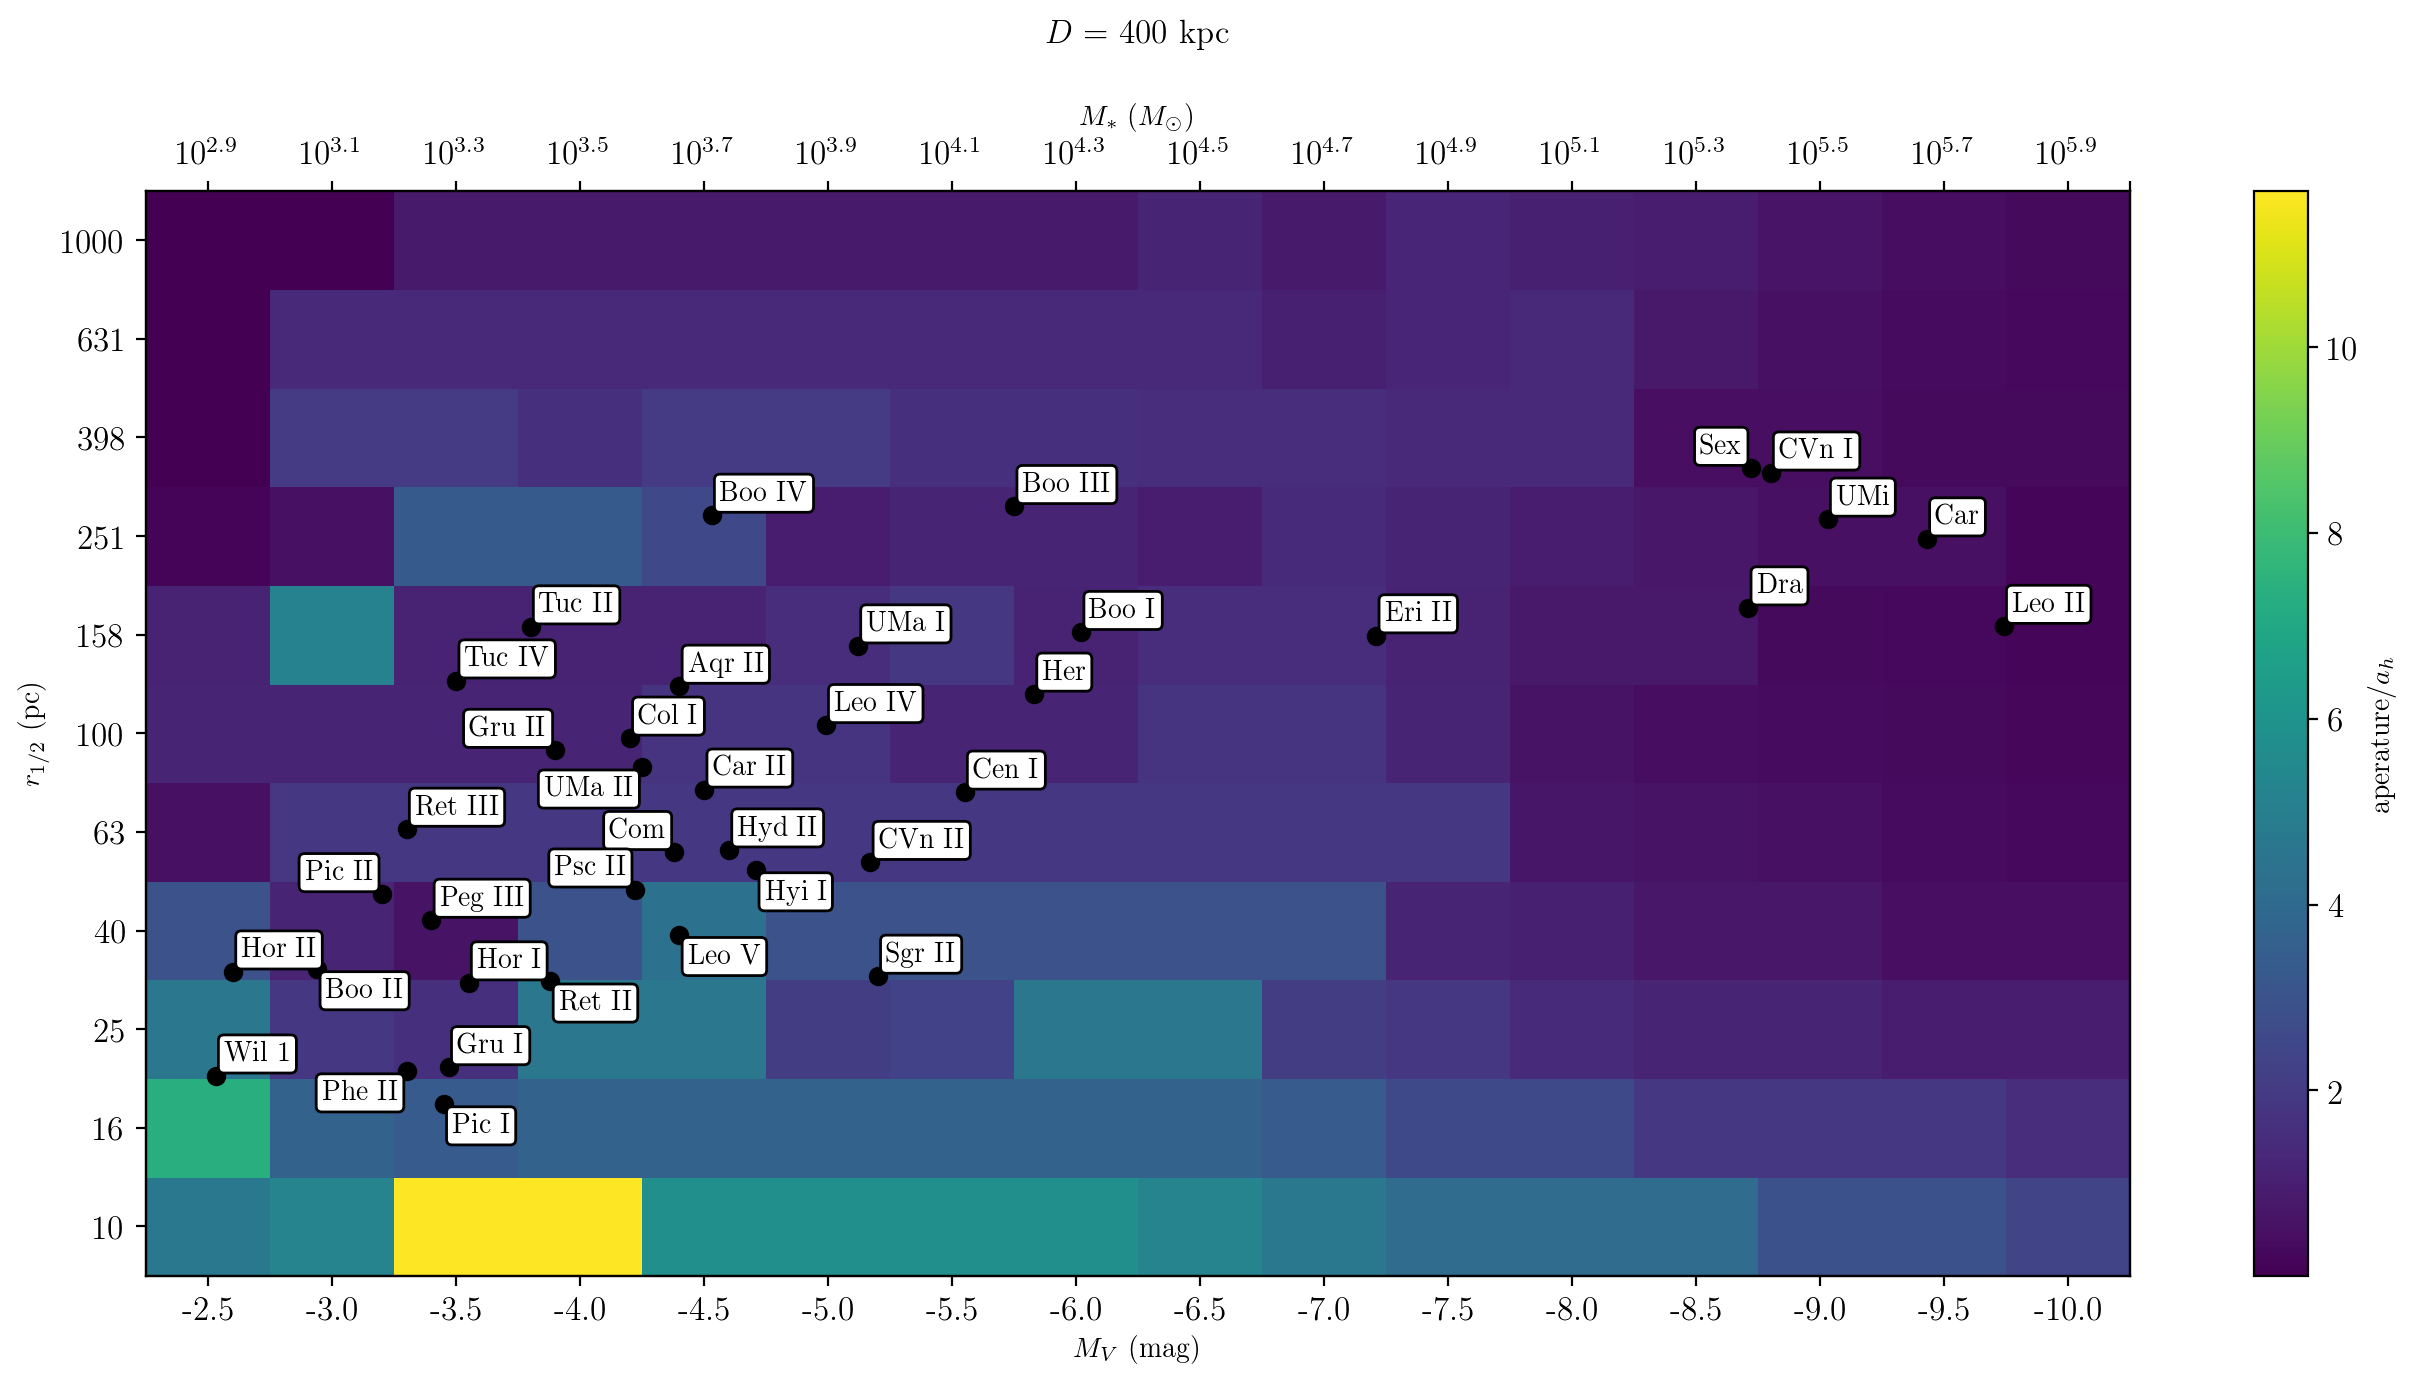 D = 400 kpc
M* (M⊙)
10^2.9 10^3.1 10^3.3 10^3.5 10^3.7 10^3.9 10^4.1 10^4.3 10^4.5 10^4.7 10^4.9 10^5.1 10^5.3 10^5.5 10^5.7 10^5.9
1000
631
398
251
158
100
63
40
25
16
10
r1/2 (pc)
Sex
CVn I
Boo IV
Boo III
UMi
Car
Dra
Tuc II
UMa I
Boo I
Eri II
Leo II
Tuc IV
Aqr II
Her
Gru II
Col I
Leo IV
UMa II
Car II
Cen I
Ret III
Com
Hyd II
CVn II
Pic II
Psc II
Peg III
Hyi I
Hor II
Hor I
Leo V
Sgr II
Boo II
Ret II
Wil 1
Gru I
Phe II
Pic I
-2.5 -3.0 -3.5 -4.0 -4.5 -5.0 -5.5 -6.0 -6.5 -7.0 -7.5 -8.0 -8.5 -9.0 -9.5 -10.0
MV (mag)
10
8
6
4
2
aperature/ah